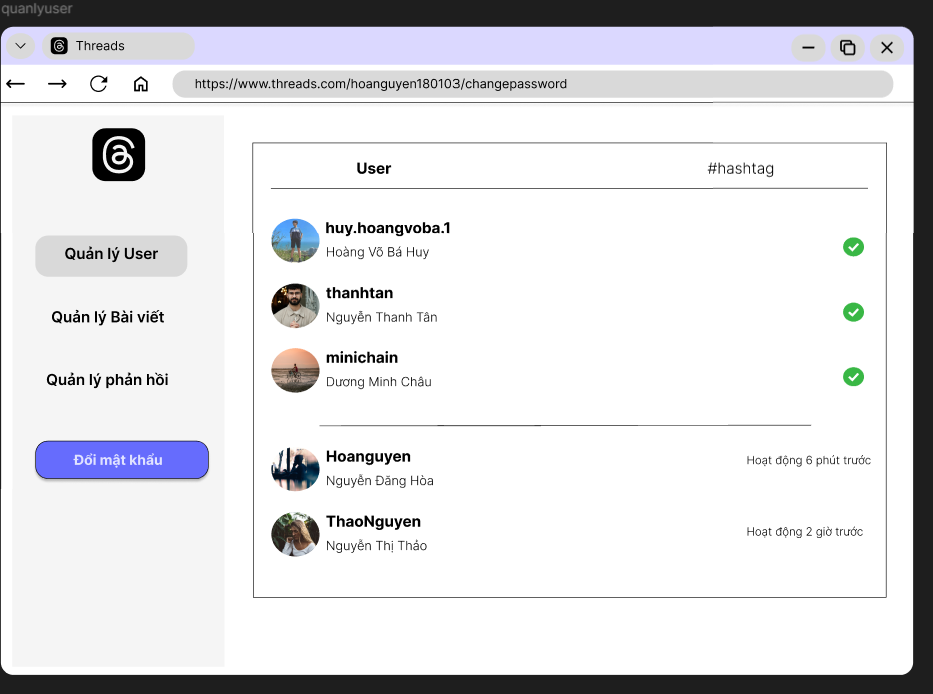 quanlyuser
Threads
https://www.threads.com/hoanguyen180103/changepassword
Quản lý User
Quản lý Bài viết
Quản lý phản hồi
Đổi mật khẩu
User
#hashtag
huy.hoangvoba.1
Hoàng Võ Bá Huy
thanhtan
Nguyễn Thanh Tân
minichain
Dương Minh Châu
Hoanguyen
Nguyễn Đăng Hòa
Hoạt động 6 phút trước
ThaoNguyen
Nguyễn Thị Thảo
Hoạt động 2 giờ trước